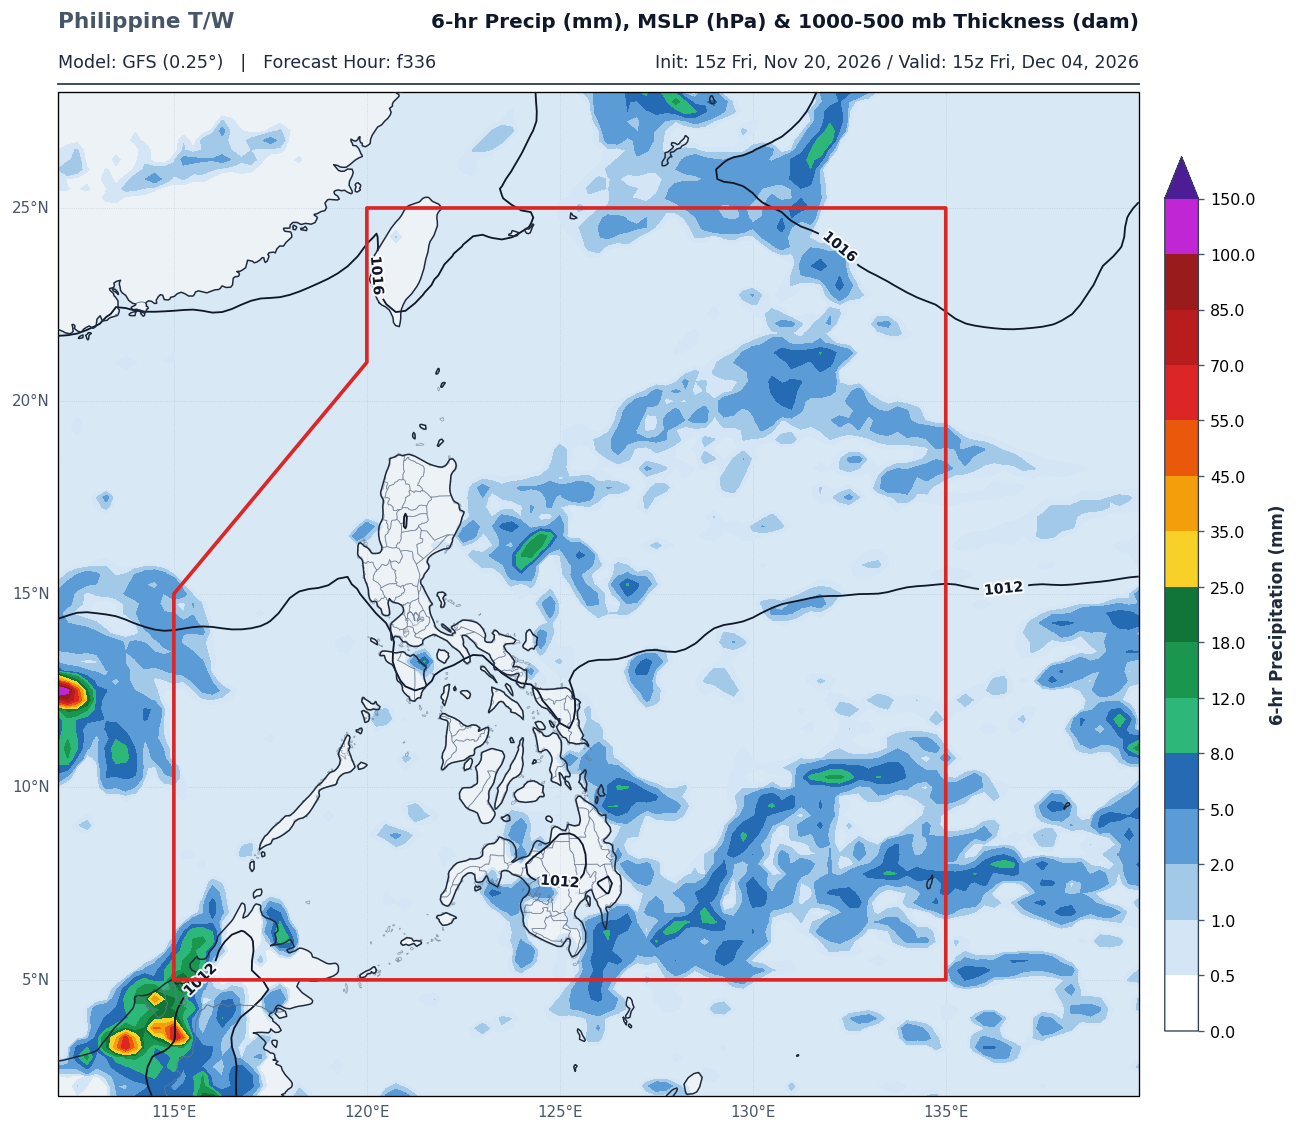 Philippine T/W
6-hr Precip (mm), MSLP (hPa) & 1000-500 mb Thickness (dam)
Model: GFS (0.25°) | Forecast Hour: f336
Init: 15z Fri, Nov 20, 2026 / Valid: 15z Fri, Dec 04, 2026
25°N
20°N
15°N
10°N
5°N
115°E
120°E
125°E
130°E
135°E
1016
1016
1012
1012
1012
150.0
100.0
85.0
70.0
55.0
45.0
35.0
25.0
18.0
12.0
8.0
5.0
2.0
1.0
0.5
0.0
6-hr Precipitation (mm)